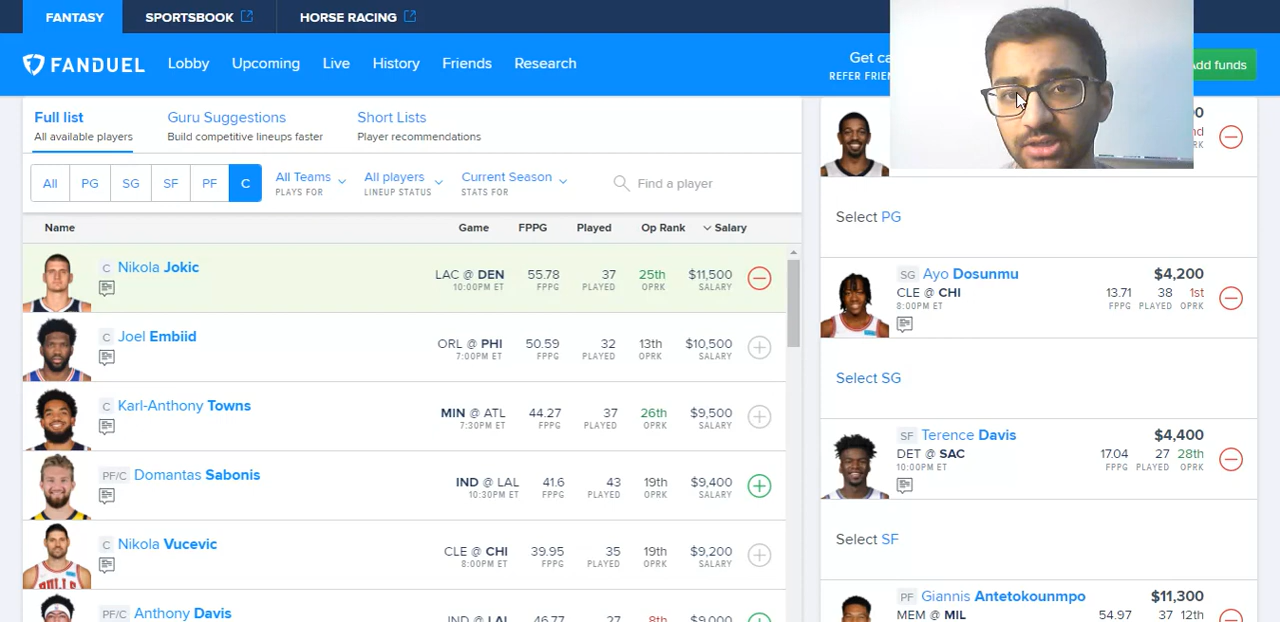 FANTASY SPORTSBOOK HORSE RACING
FANDUEL Lobby Upcoming Live History Friends Research
Get
REFER
Add funds
Full list Guru Suggestions Short Lists
All available players Build competitive lineups faster Player recommendations
All PG SG SF PF C
All Teams All players Current Season Find a player
PLAYS FOR LINEUP STATUS STATS FOR
Name Game FPPG Played Op Rank Salary
C Nikola Jokic LAC @ DEN 55.78 37 25th $11,500
10:00PM ET FPPG PLAYED OPRK SALARY
C Joel Embiid ORL @ PHI 50.59 32 13th $10,500
7:00PM ET FPPG PLAYED OPRK SALARY
C Karl-Anthony Towns MIN @ ATL 44.27 37 26th $9,500
7:30PM ET FPPG PLAYED OPRK SALARY
PF/C Domantas Sabonis IND @ LAL 41.6 43 19th $9,400
10:30PM ET FPPG PLAYED OPRK SALARY
C Nikola Vucevic CLE @ CHI 39.95 35 19th $9,200
8:00PM ET FPPG PLAYED OPRK SALARY
PF/C Anthony Davis IND @ LAL 46.77 27 8th $9,000
Select PG
SG Ayo Dosunmu $4,200
CLE @ CHI 13.71 38 1st
8:00PM ET FPPG PLAYED OPRK
Select SG
SF Terence Davis $4,400
DET @ SAC 17.04 27 28th
10:00PM ET FPPG PLAYED OPRK
Select SF
PF Giannis Antetokounmpo $11,300
MEM @ MIL 54.97 37 12th